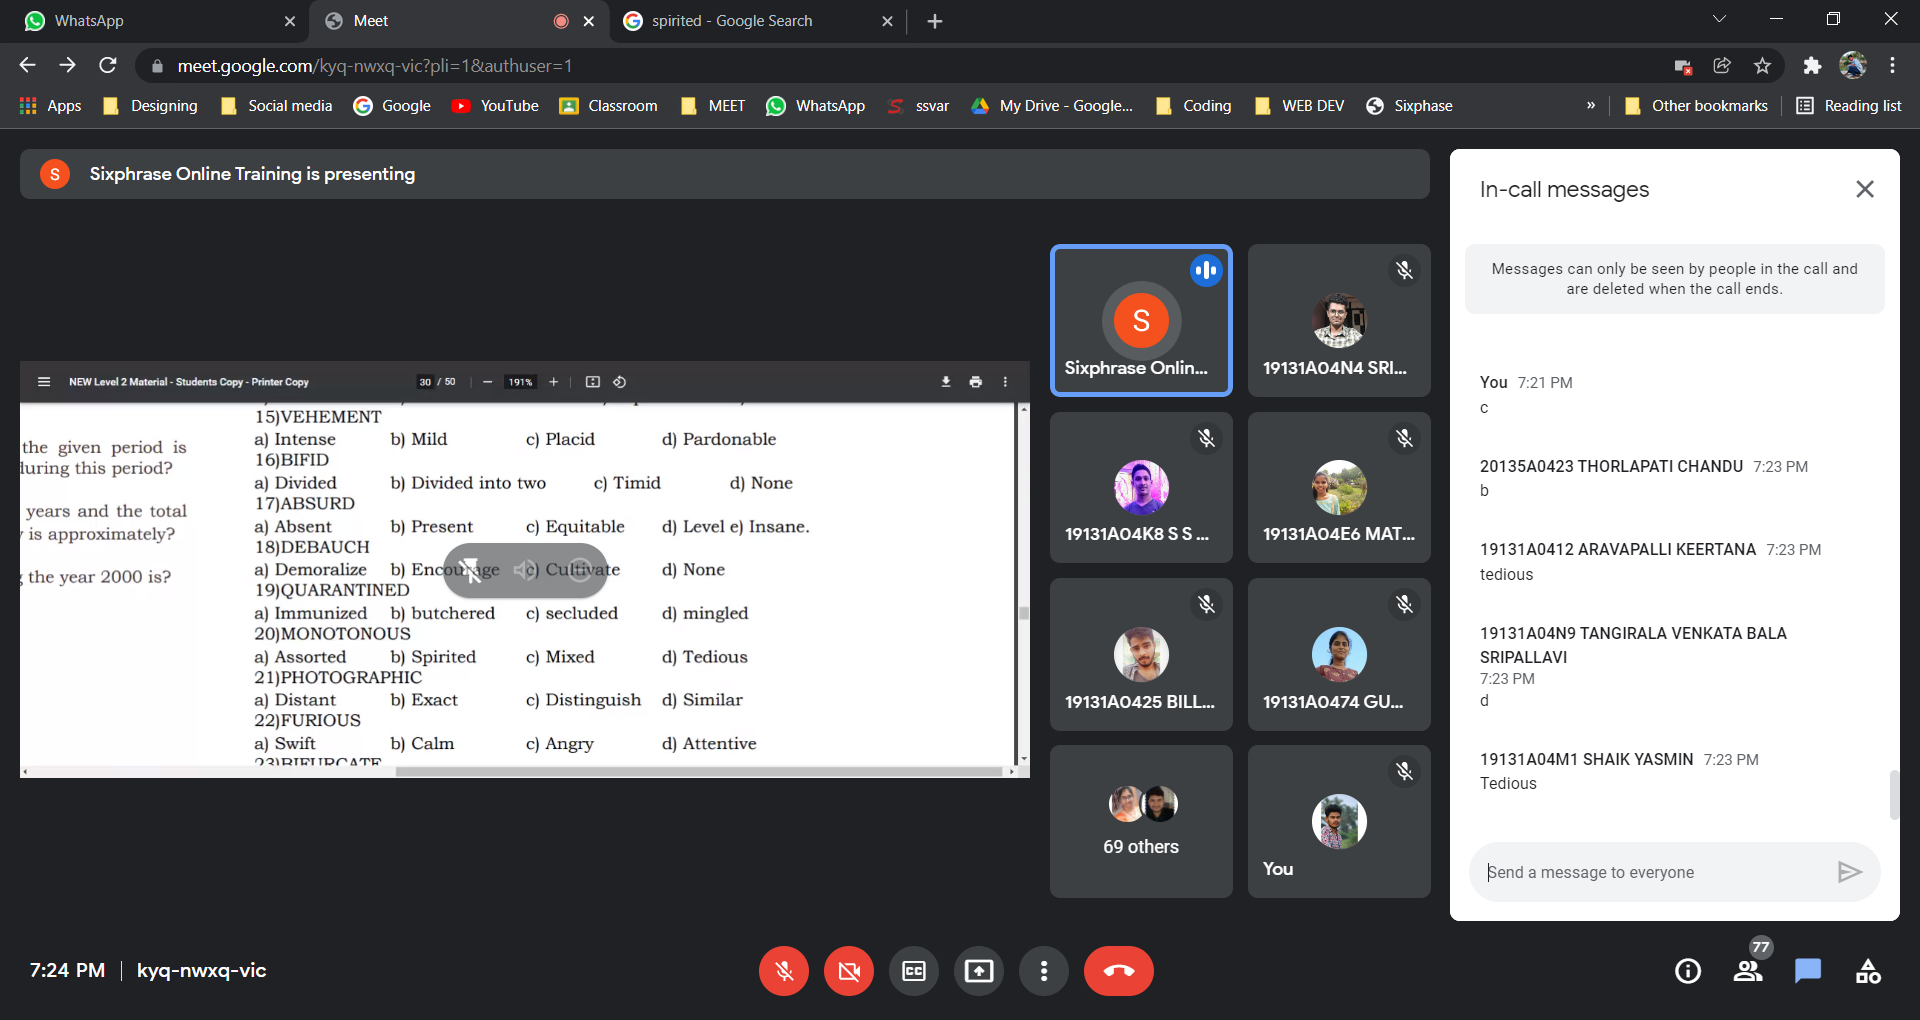 WhatsApp
Meet
spirited - Google Search
meet.google.com/kyq-nwxq-vic?pli=1&authuser=1
Apps Designing Social media Google YouTube Classroom MEET WhatsApp ssvar My Drive - Google... Coding WEB DEV Sixphase » Other bookmarks Reading list
S Sixphrase Online Training is presenting
NEW Level 2 Material - Students Copy - Printer Copy 30 / 50 191%
the given period is
during this period?
years and the total
is approximately?
the year 2000 is?
15)VEHEMENT
a) Intense b) Mild c) Placid d) Pardonable
16)BIFID
a) Divided b) Divided into two c) Timid d) None
17)ABSURD
a) Absent b) Present c) Equitable d) Level e) Insane.
18)DEBAUCH
a) Demoralize b) Encourage c) Cultivate d) None
19)QUARANTINED
a) Immunized b) butchered c) secluded d) mingled
20)MONOTONOUS
a) Assorted b) Spirited c) Mixed d) Tedious
21)PHOTOGRAPHIC
a) Distant b) Exact c) Distinguish d) Similar
22)FURIOUS
a) Swift b) Calm c) Angry d) Attentive
23)BIFURCATE
S
Sixphrase Onlin...
19131A04N4 SRI...
19131A04K8 S S ...
19131A04E6 MAT...
19131A0425 BILL...
19131A0474 GU...
69 others
You
In-call messages
Messages can only be seen by people in the call and
are deleted when the call ends.
You 7:21 PM
c
20135A0423 THORLAPATI CHANDU 7:23 PM
b
19131A0412 ARAVAPALLI KEERTANA 7:23 PM
tedious
19131A04N9 TANGIRALA VENKATA BALA
SRIPALLAVI
7:23 PM
d
19131A04M1 SHAIK YASMIN 7:23 PM
Tedious
Send a message to everyone
7:24 PM | kyq-nwxq-vic
CC
77